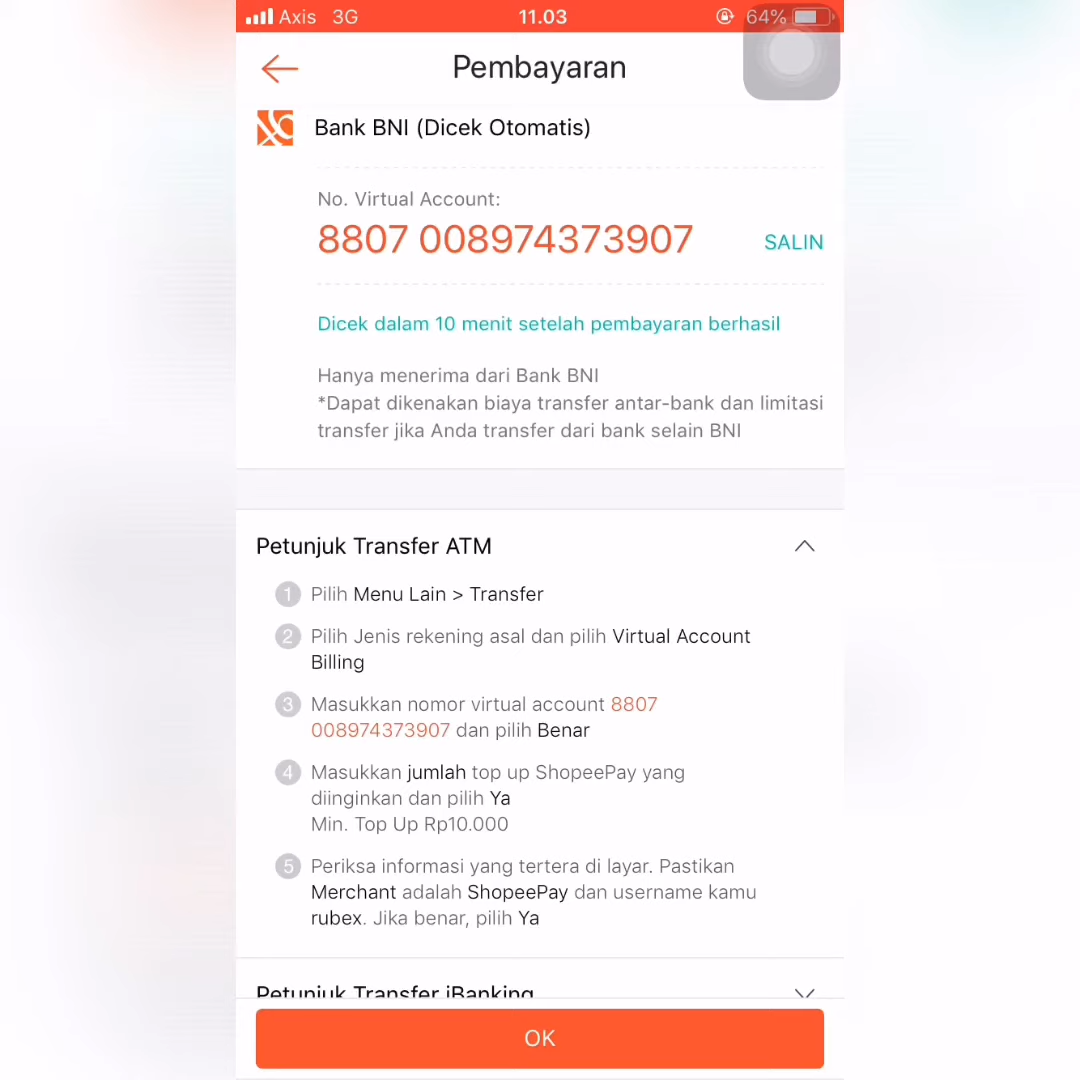 Axis 3G 11.03 64%
Pembayaran
Bank BNI (Dicek Otomatis)
No. Virtual Account:
8807 008974373907 SALIN
Dicek dalam 10 menit setelah pembayaran berhasil
Hanya menerima dari Bank BNI
*Dapat dikenakan biaya transfer antar-bank dan limitasi
transfer jika Anda transfer dari bank selain BNI
Petunjuk Transfer ATM
1 Pilih Menu Lain > Transfer
2 Pilih Jenis rekening asal dan pilih Virtual Account
Billing
3 Masukkan nomor virtual account 8807
008974373907 dan pilih Benar
4 Masukkan jumlah top up ShopeePay yang
diinginkan dan pilih Ya
Min. Top Up Rp10.000
5 Periksa informasi yang tertera di layar. Pastikan
Merchant adalah ShopeePay dan username kamu
rubex. Jika benar, pilih Ya
Petunjuk Transfer iBanking
OK